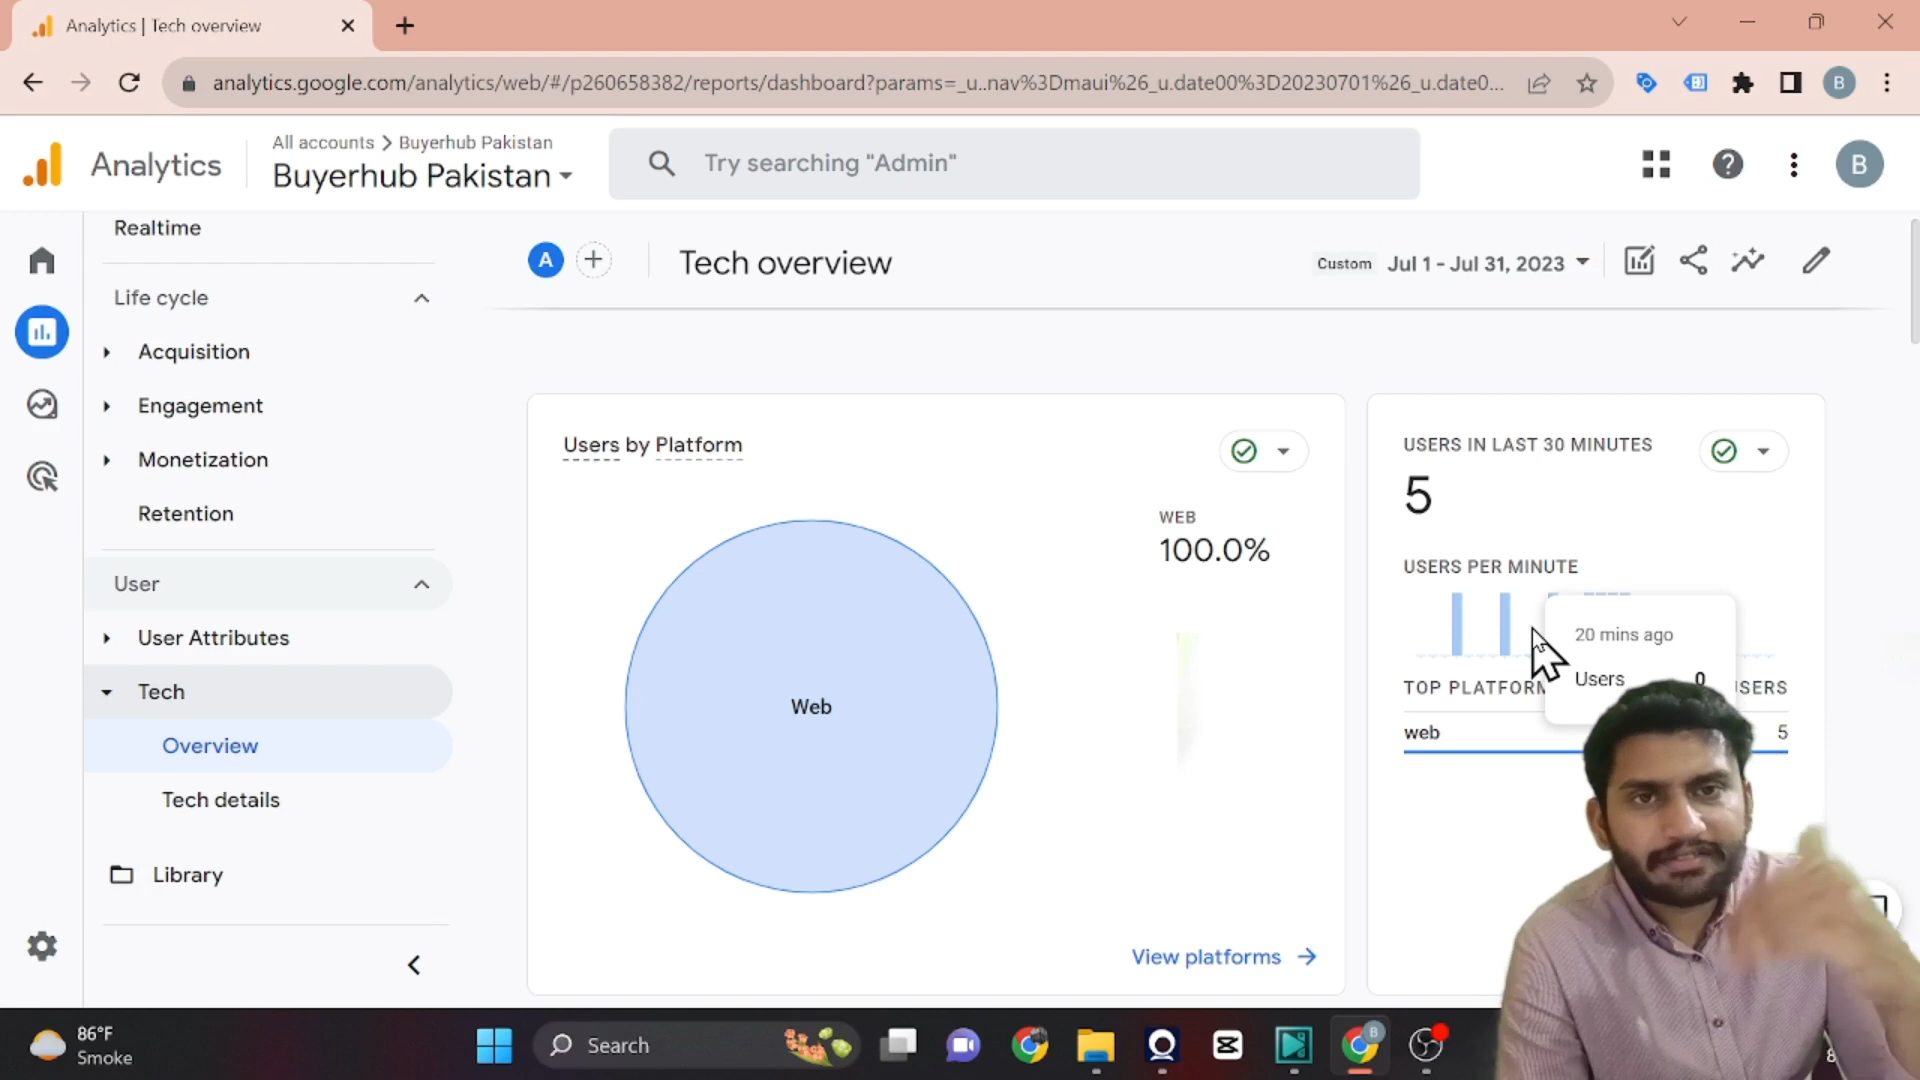 Analytics | Tech overview
analytics.google.com/analytics/web/#/p260658382/reports/dashboard?params=_u..nav%3Dmaui%26_u.date00%3D20230701%26_u.date0...
B
Analytics
All accounts > Buyerhub Pakistan
Buyerhub Pakistan
Try searching "Admin"
B
Realtime
Life cycle
Acquisition
Engagement
Monetization
Retention
User
User Attributes
Tech
Overview
Tech details
Library
A
Tech overview
Custom Jul 1 - Jul 31, 2023
Users by Platform
WEB
100.0%
Web
View platforms
USERS IN LAST 30 MINUTES
5
USERS PER MINUTE
20 mins ago
Users 0
TOP PLATFORM
USERS
web 5
86°F
Smoke
Search
B